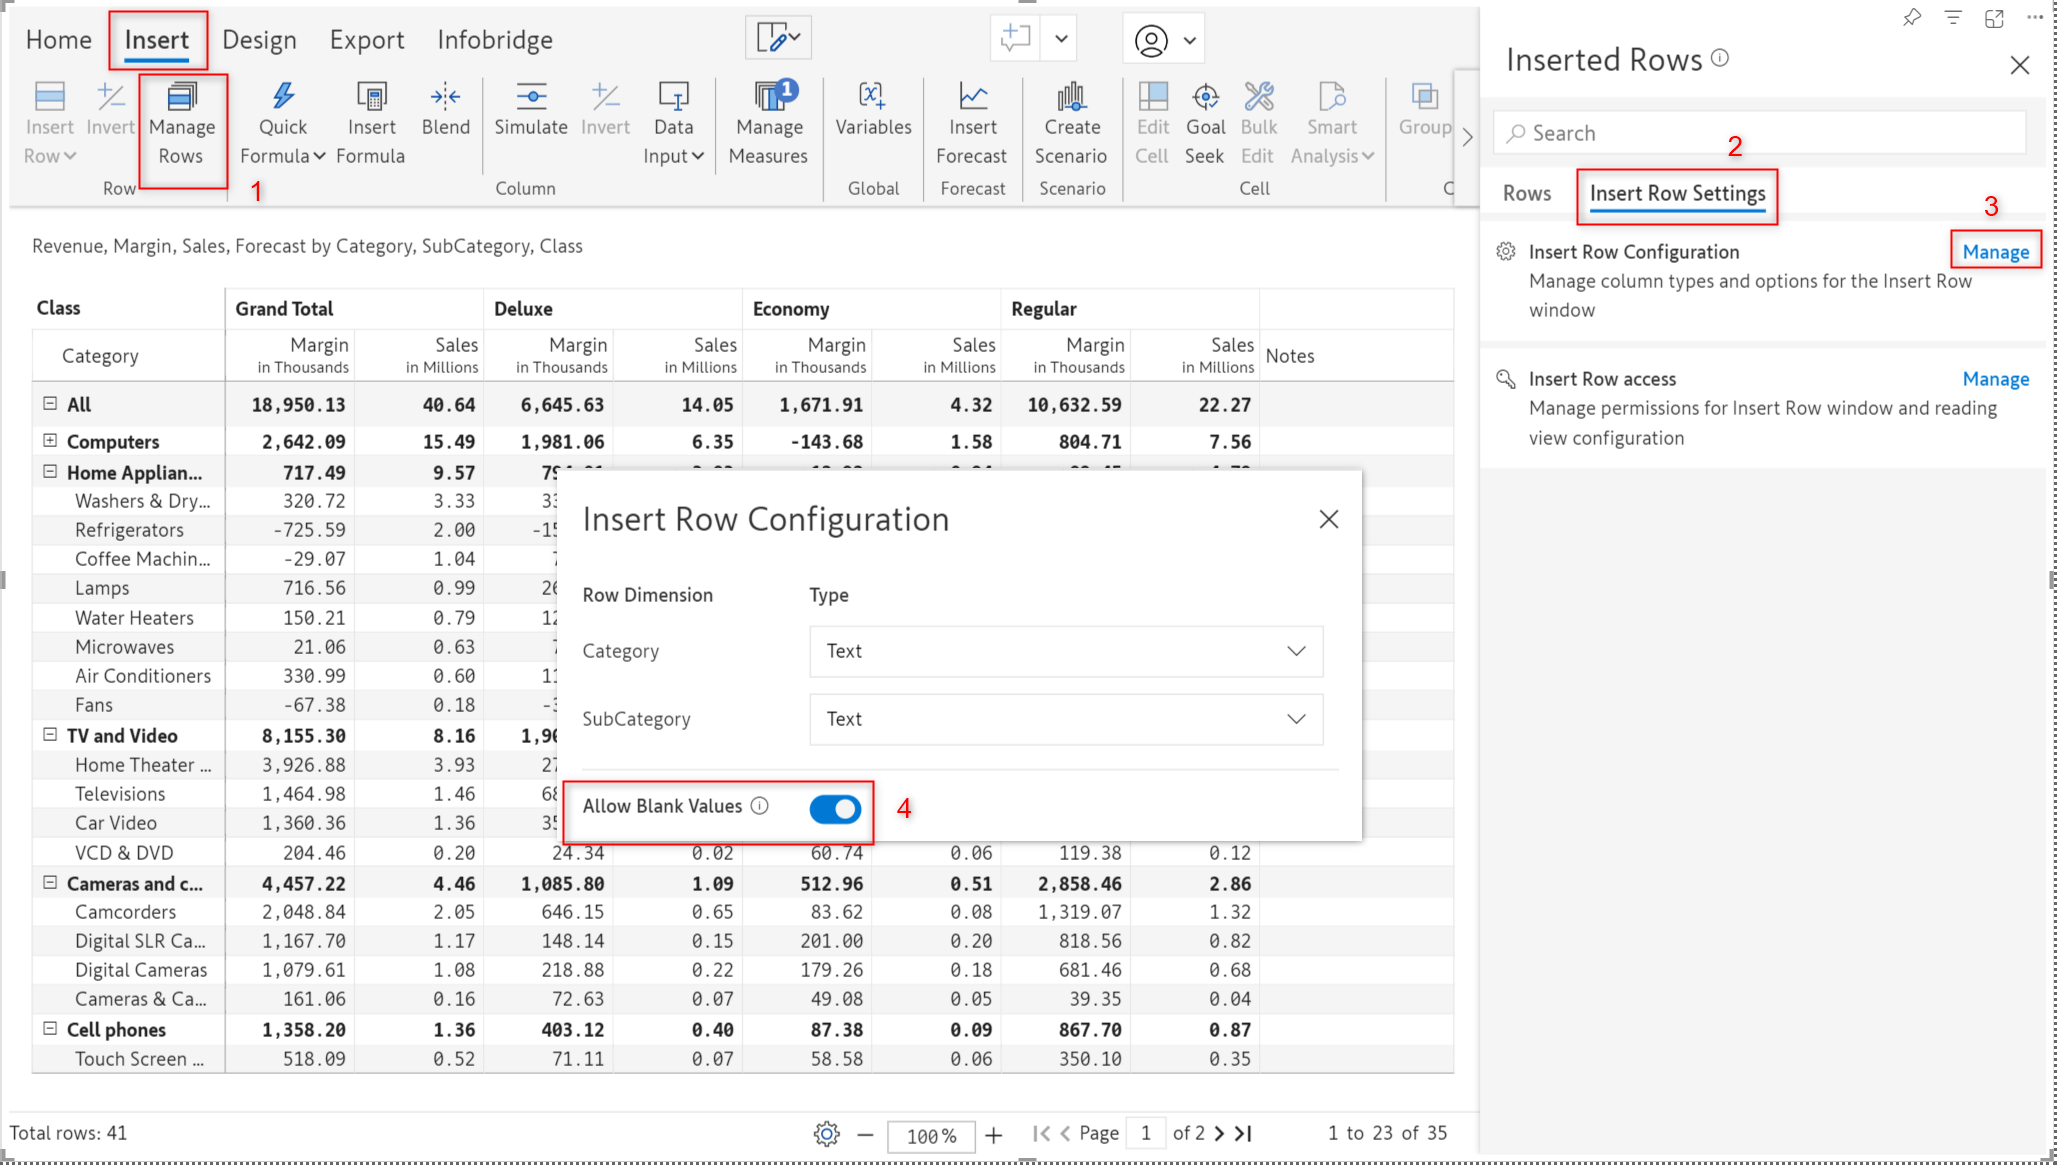 Home Insert Design Export Infobridge
Insert Row
Invert
Manage Rows
Quick Formula
Insert Formula
Blend
Simulate
Invert
Data Input
Manage Measures
1
Variables
Insert Forecast
Create Scenario
Edit Cell
Goal Seek
Bulk Edit
Smart Analysis
Group
Row
1
Column
Global
Forecast
Scenario
Cell
Revenue, Margin, Sales, Forecast by Category, SubCategory, Class
Class Grand Total Deluxe Economy Regular
Category Margin in Thousands Sales in Millions Margin in Thousands Sales in Millions Margin in Thousands Sales in Millions Margin in Thousands Sales in Millions Notes
All 18,950.13 40.64 6,645.63 14.05 1,671.91 4.32 10,632.59 22.27
Computers 2,642.09 15.49 1,981.06 6.35 -143.68 1.58 804.71 7.56
Home Applian... 717.49 9.57
Washers & Dry... 320.72 3.33
Refrigerators -725.59 2.00
Coffee Machin... -29.07 1.04
Lamps 716.56 0.99
Water Heaters 150.21 0.79
Microwaves 21.06 0.63
Air Conditioners 330.99 0.60
Fans -67.38 0.18
TV and Video 8,155.30 8.16
Home Theater ... 3,926.88 3.93
Televisions 1,464.98 1.46
Car Video 1,360.36 1.36
VCD & DVD 204.46 0.20 24.34 0.02 60.74 0.06 119.38 0.12
Cameras and c... 4,457.22 4.46 1,085.80 1.09 512.96 0.51 2,858.46 2.86
Camcorders 2,048.84 2.05 646.15 0.65 83.62 0.08 1,319.07 1.32
Digital SLR Ca... 1,167.70 1.17 148.14 0.15 201.00 0.20 818.56 0.82
Digital Cameras 1,079.61 1.08 218.88 0.22 179.26 0.18 681.46 0.68
Cameras & Ca... 161.06 0.16 72.63 0.07 49.08 0.05 39.35 0.04
Cell phones 1,358.20 1.36 403.12 0.40 87.38 0.09 867.70 0.87
Touch Screen ... 518.09 0.52 71.11 0.07 58.58 0.06 350.10 0.35
Insert Row Configuration
Row Dimension Type
Category Text
SubCategory Text
Allow Blank Values
4
Total rows: 41
100%
Page 1 of 2
1 to 23 of 35
Inserted Rows
Search
2
Rows Insert Row Settings
3
Insert Row Configuration Manage
Manage column types and options for the Insert Row
window
Insert Row access Manage
Manage permissions for Insert Row window and reading
view configuration